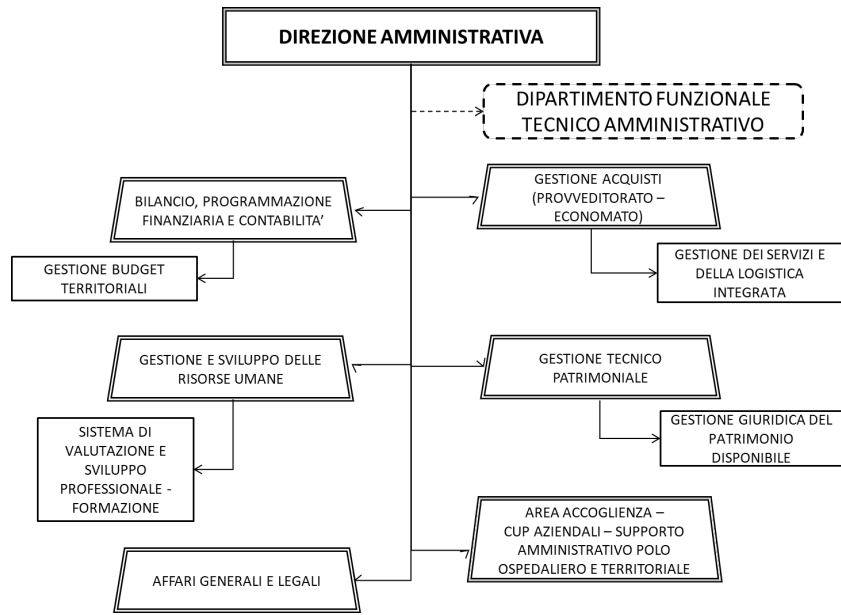 DIREZIONE AMMINISTRATIVA
DIPARTIMENTO FUNZIONALE
TECNICO AMMINISTRATIVO
BILANCIO, PROGRAMMAZIONE
FINANZIARIA E CONTABILITA’
GESTIONE ACQUISTI
(PROVVEDITORATO –
ECONOMATO)
GESTIONE BUDGET
TERRITORIALI
GESTIONE DEI SERVIZI E
DELLA LOGISTICA
INTEGRATA
GESTIONE E SVILUPPO DELLE
RISORSE UMANE
GESTIONE TECNICO
PATRIMONIALE
SISTEMA DI
VALUTAZIONE E
SVILUPPO
PROFESSIONALE -
FORMAZIONE
GESTIONE GIURIDICA DEL
PATRIMONIO
DISPONIBILE
AFFARI GENERALI E LEGALI
AREA ACCOGLIENZA –
CUP AZIENDALI – SUPPORTO
AMMINISTRATIVO POLO
OSPEDALIERO E TERRITORIALE